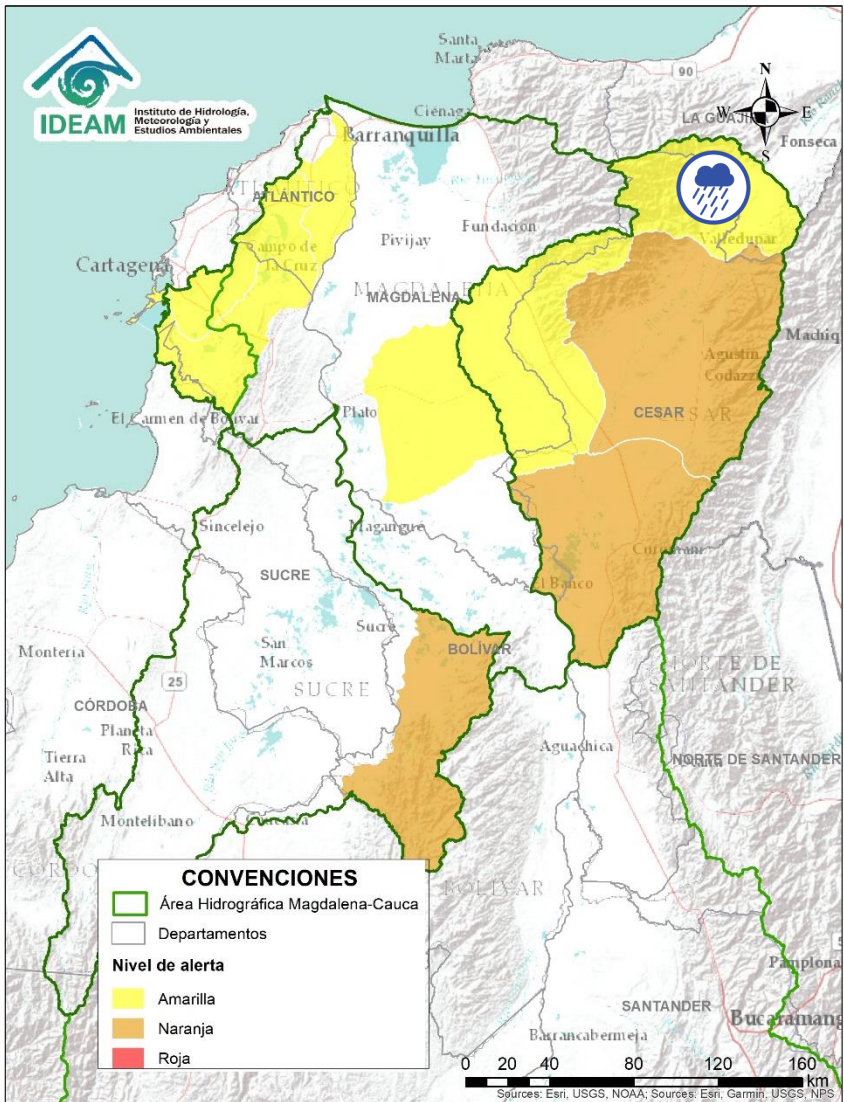 IDEAM
Instituto de Hidrología,
Meteorología y
Estudios Ambientales
Santa
Marta
90
N
W
E
S
LA GUAJIR
Ciénaga
Barranquilla
Fonseca
ATLÁNTICO
Pivijay
Fundación
Valledupar
Cartagena
Campo de
la Cruz
MAGDALENA
MAGDALENA
Machiq
Agustín
Codazzi
CESAR
CESAR
El Carmen de Bolívar
Plato
Sincelejo
Magangue
Curumaní
SUCRE
El Banco
Sucre
BOLÍVAR
San
Marcos
Montería
SUCRE
NORTE DE
SANTANDER
25
CÓRDOBA
Planeta
Rica
Aguachica
NORTE DE SANTANDER
Tierra
Alta
Montelibano
BOLÍVAR
CONVENCIONES
Área Hidrográfica Magdalena-Cauca
Departamentos
Nivel de alerta
Amarilla
Naranja
Roja
Pamplona
SANTANDER
Bucaramang
Barrancabermeja
0 20 40 80 120 160
km
Sources: Esri, USGS, NOAA; Sources: Esri, Garmin, USGS, NPS